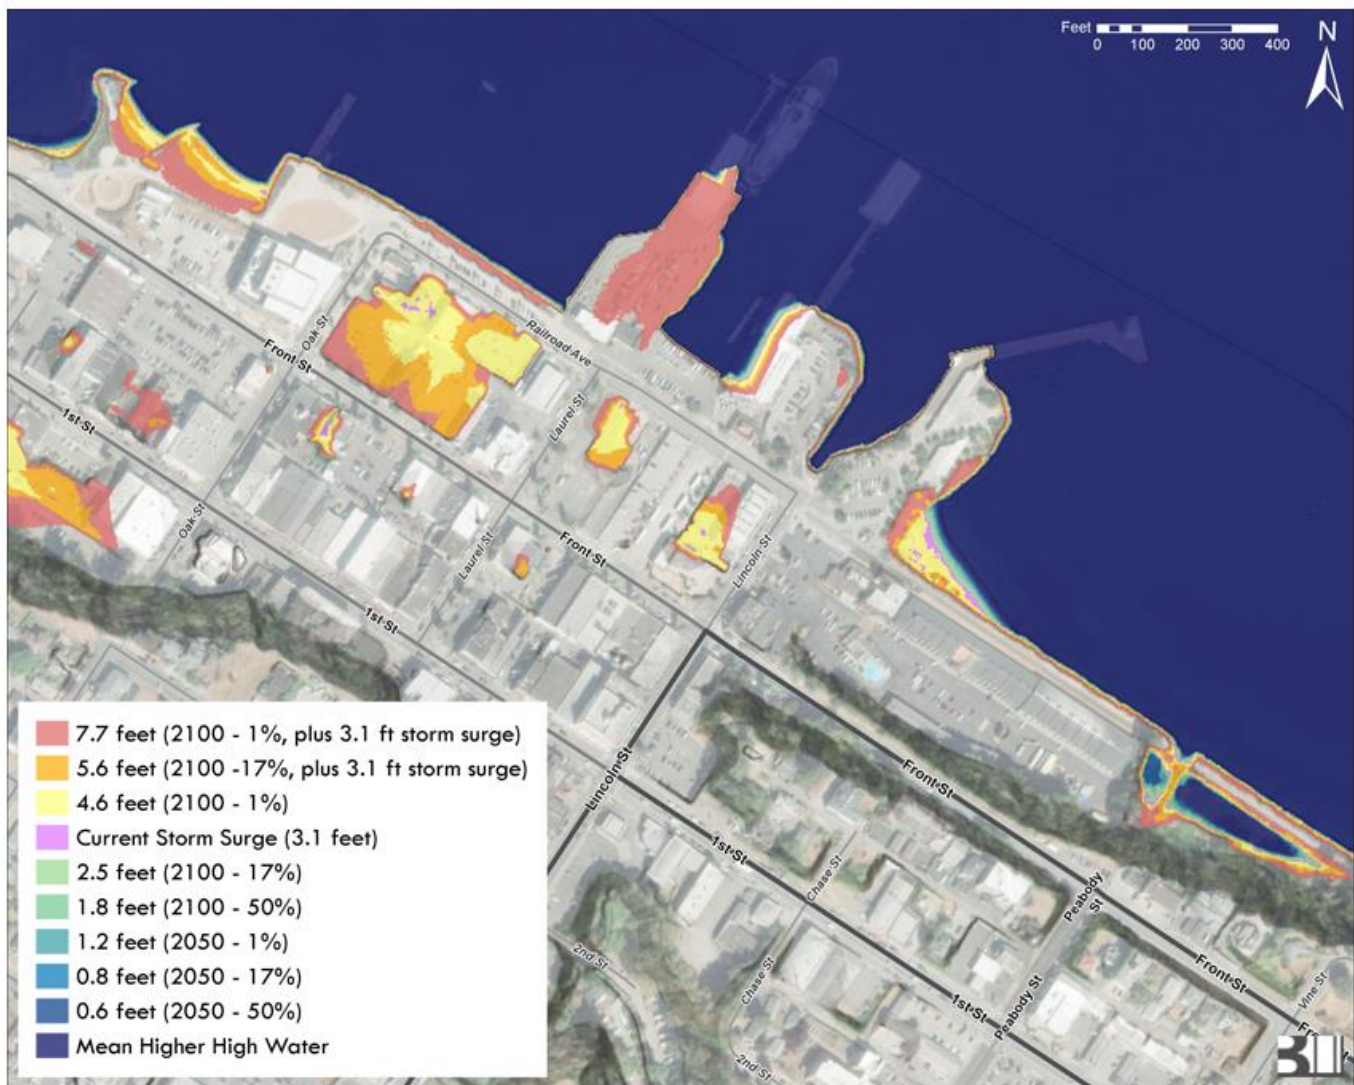 Feet
0 100 200 300 400
N
Oak St
Front St
Railroad Ave
Laurel St
1st St
Oak St
Laurel St
Front St
Lincoln St
1st St
7.7 feet (2100 - 1%, plus 3.1 ft storm surge)
5.6 feet (2100 -17%, plus 3.1 ft storm surge)
4.6 feet (2100 - 1%)
Current Storm Surge (3.1 feet)
2.5 feet (2100 - 17%)
1.8 feet (2100 - 50%)
1.2 feet (2050 - 1%)
0.8 feet (2050 - 17%)
0.6 feet (2050 - 50%)
Mean Higher High Water
Lincoln St
Front St
1st St
Chase St
Peabody
St
2nd St
Chase St
Front St
Peabody St
1st St
Vine St
2nd St